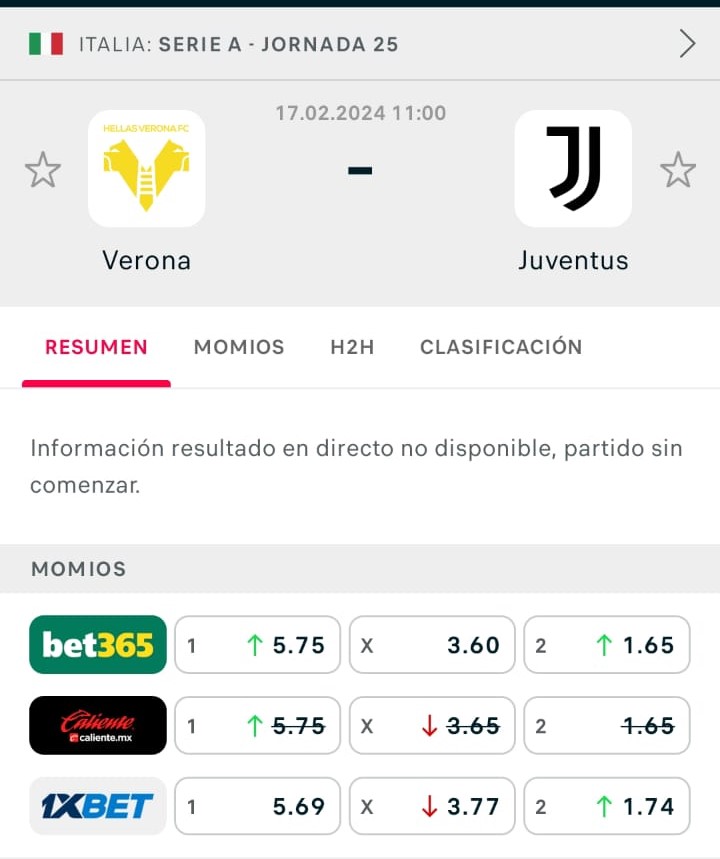 ITALIA: SERIE A - JORNADA 25
17.02.2024 11:00
HELLAS VERONA FC
-
Verona
Juventus
RESUMEN MOMIOS H2H CLASIFICACIÓN
Información resultado en directo no disponible, partido sin
comenzar.
MOMIOS
bet365 1 ↑ 5.75 X 3.60 2 ↑ 1.65
Caliente caliente.mx 1 ↑ 5.75 X ↓ 3.65 2 1.65
1XBET 1 5.69 X ↓ 3.77 2 ↑ 1.74